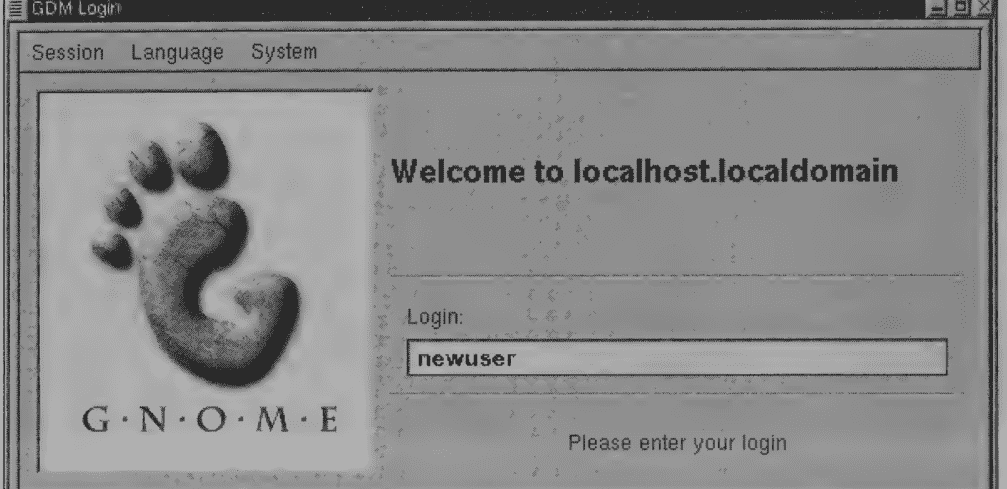 GDM Login
Session Language System
Welcome to localhost.localdomain
Login:
newuser
G·N·O·M·E
Please enter your login